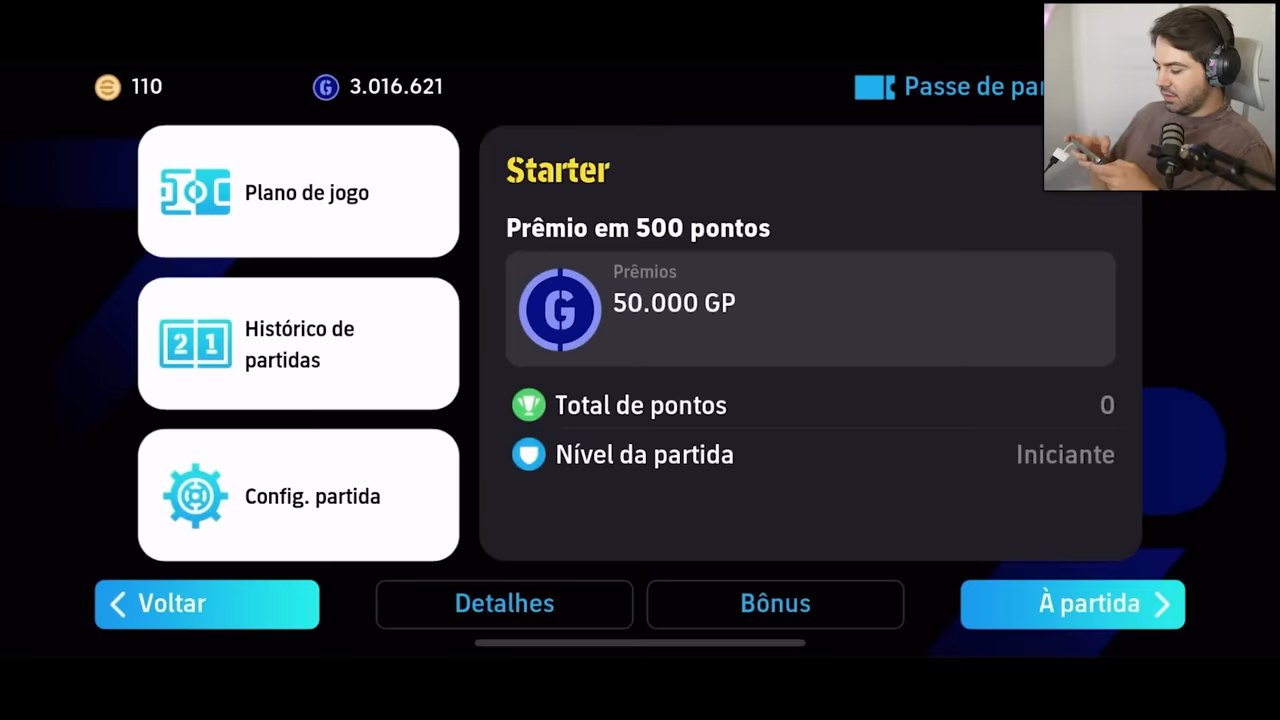 110
3.016.621
Passe de par
Plano de jogo
Histórico de
partidas
Config. partida
Starter
Prêmio em 500 pontos
Prêmios
G
50.000 GP
Total de pontos
0
Nível da partida
Iniciante
Voltar
Detalhes
Bônus
À partida